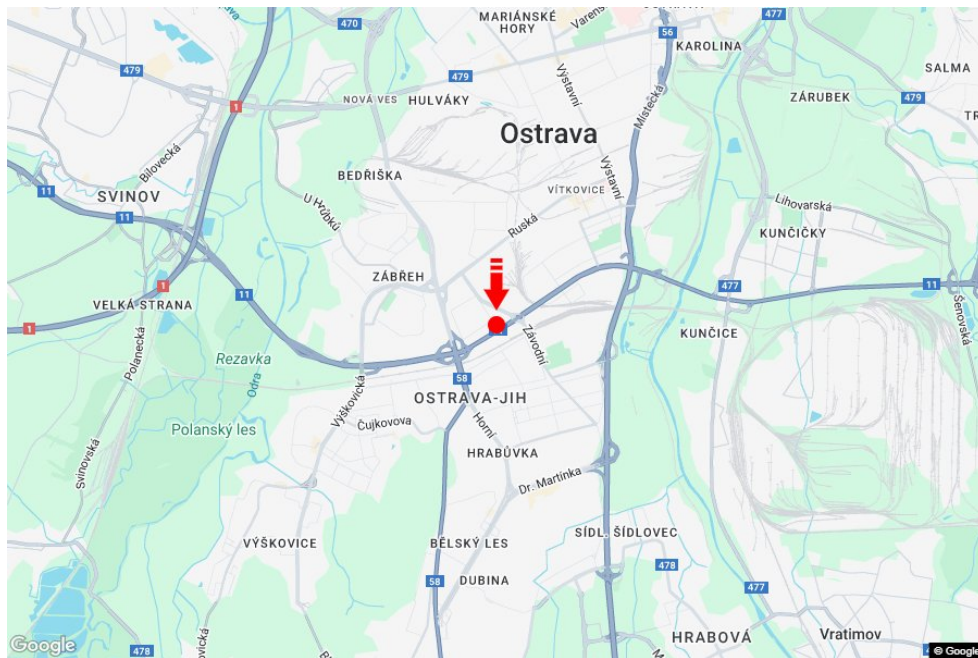 470
MARIÁNSKÉ
HORY
Varens
56
477
KAROLINA
479
479
Výstavní
SALMA
NOVÁ VES
HULVÁKY
1
Místecká
ZÁRUBEK
479
Ostrava
Bílovecká
BEDŘIŠKA
Výstavní
11
SVINOV
U Hrůbků
VÍTKOVICE
11
Lihovarská
Ruská
KUNČIČKY
ZÁBŘEH
1
11
477
11
VELKÁ STRANA
1
Šenovská
Závodní
KUNČICE
Polanecká
Rezavka
Odra
58
OSTRAVA-JIH
Výškovická
Čujkovova
Horní
Polanský les
Svinovská
HRABŮVKA
Dr. Martínka
VÝŠKOVICE
BĚLSKÝ LES
SÍDL. ŠÍDLOVEC
478
58
DUBINA
477
Proskovická
HRABOVÁ
Vratimov
Google
478
© Google